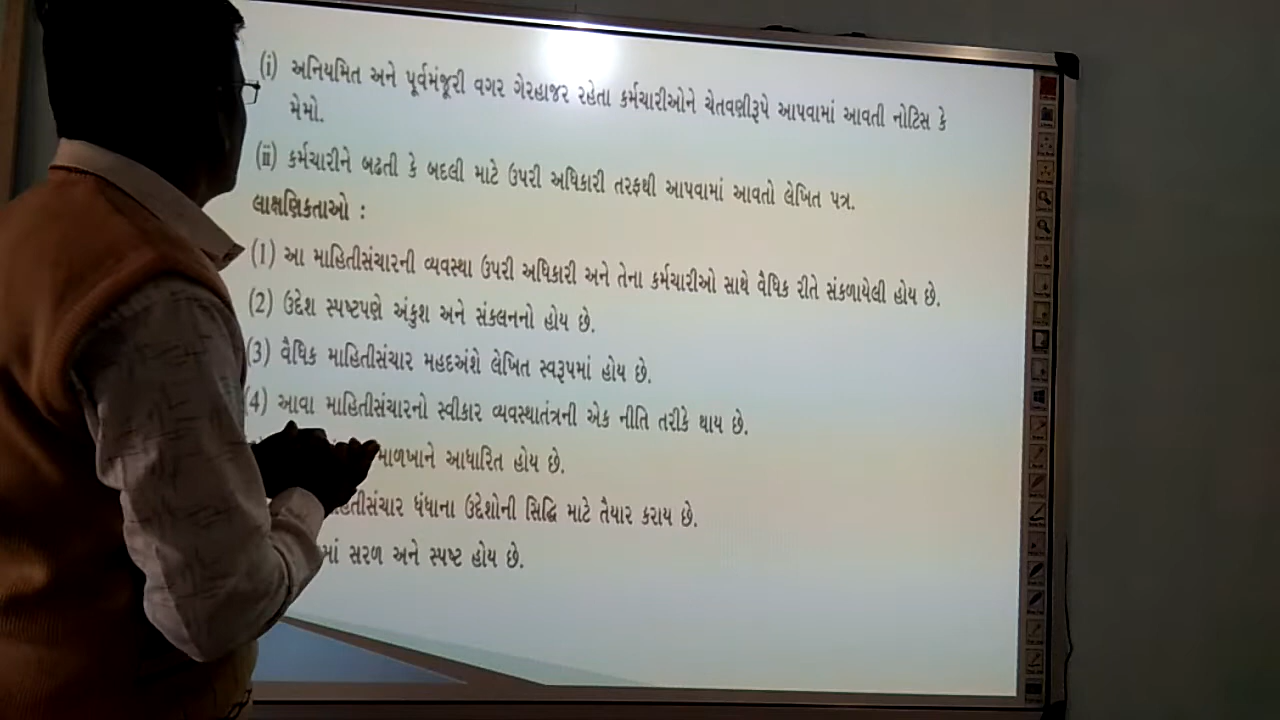 (i) અનિયમિત અને પૂર્વમંજૂરી વગર ગેરહાજર રહેતા કર્મચારીઓને ચેતવણીરૂપે આપવામાં આવતી નોટિસ કે
મેમો.
(ii) કર્મચારીને બઢતી કે બદલી માટે ઉપરી અધિકારી તરફથી આપવામાં આવતો લેખિત પત્ર.
લાક્ષણિકતાઓ :
(1) આ માહિતીસંચારની વ્યવસ્થા ઉપરી અધિકારી અને તેના કર્મચારીઓ સાથે વૈધિક રીતે સંકળાયેલી હોય છે.
(2) ઉદેશ સ્પષ્ટપણે અંકુશ અને સંકલનનો હોય છે.
(3) વૈધિક માહિતીસંચાર મહદઅંશે લેખિત સ્વરૂપમાં હોય છે.
(4) આવા માહિતીસંચારનો સ્વીકાર વ્યવસ્થાતંત્રની એક નીતિ તરીકે થાય છે.
માળખાને આધારિત હોય છે.
ધંધાના ઉદેશોની સિદ્ધિ માટે તૈયાર કરાય છે.
સરળ અને સ્પષ્ટ હોય છે.